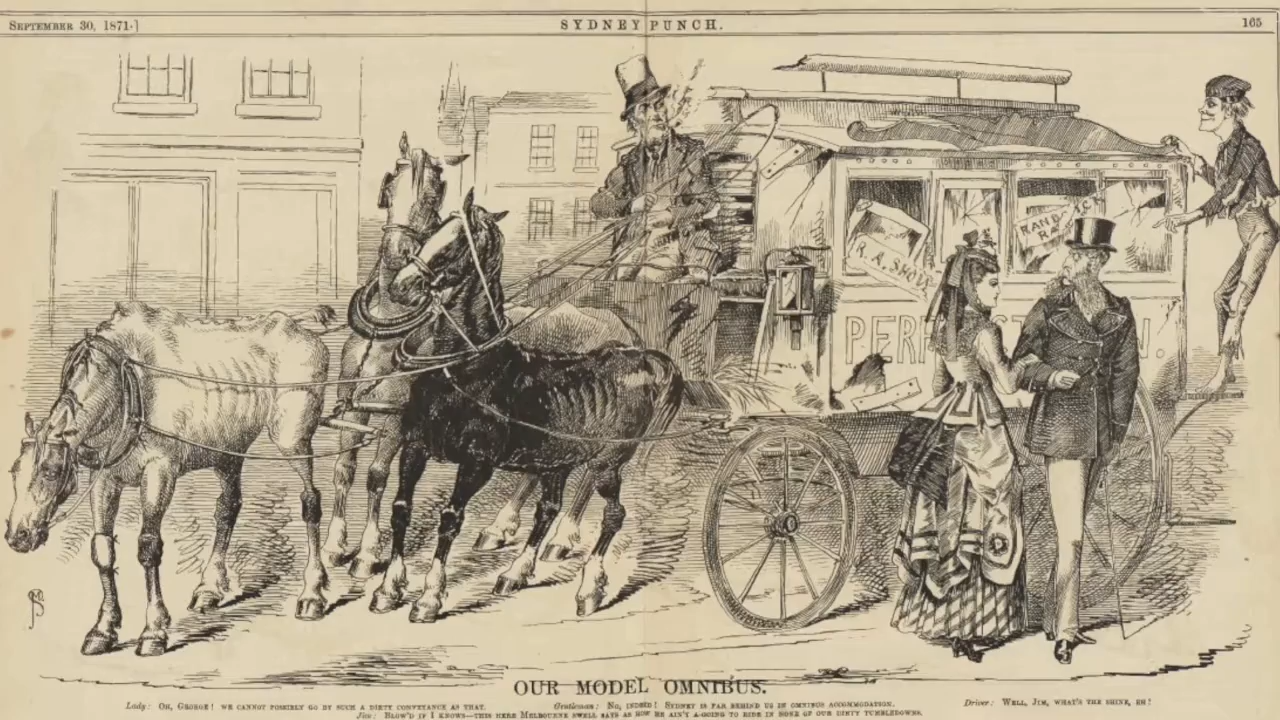 SEPTEMBER 30, 1871.]
SYDNEY PUNCH.
165
R. A. SHOW
RANDWICK
RA
PERF
N.
OUR MODEL OMNIBUS.
Lady: OH, GEORGE! WE CANNOT POSSIBLY GO BY SUCH A DIRTY CONVEYANCE AS THAT.
Gentleman: NO, INDEED! SYDNEY IS FAR BEHIND US IN OMNIBUS ACCOMMODATION.
Driver: WELL, JIM, WHAT'S THE SHINE, EH!
Jim: BLOW'D IF I KNOWS—THIS HERE MELBOURNE SWELL SAYS AS HOW HE AIN'T A-GOING TO RIDE IN NONE OF OUR DIRTY TUMBLEDOWNS.